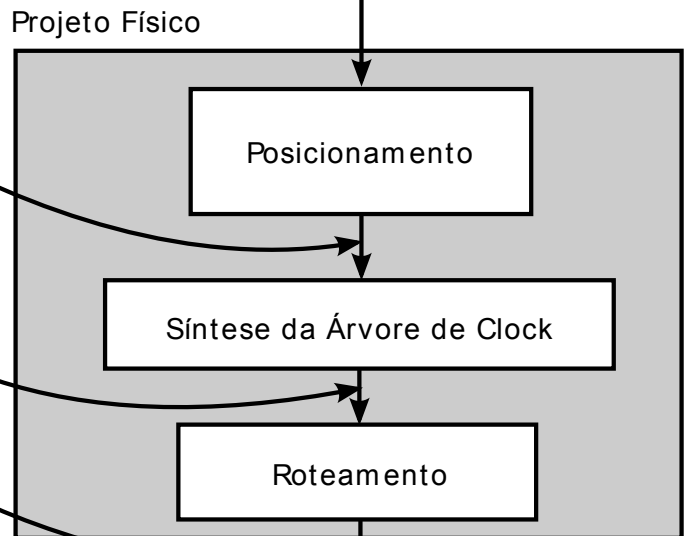 Projeto Físico
Posicionamento
Síntese da Árvore de Clock
Roteamento